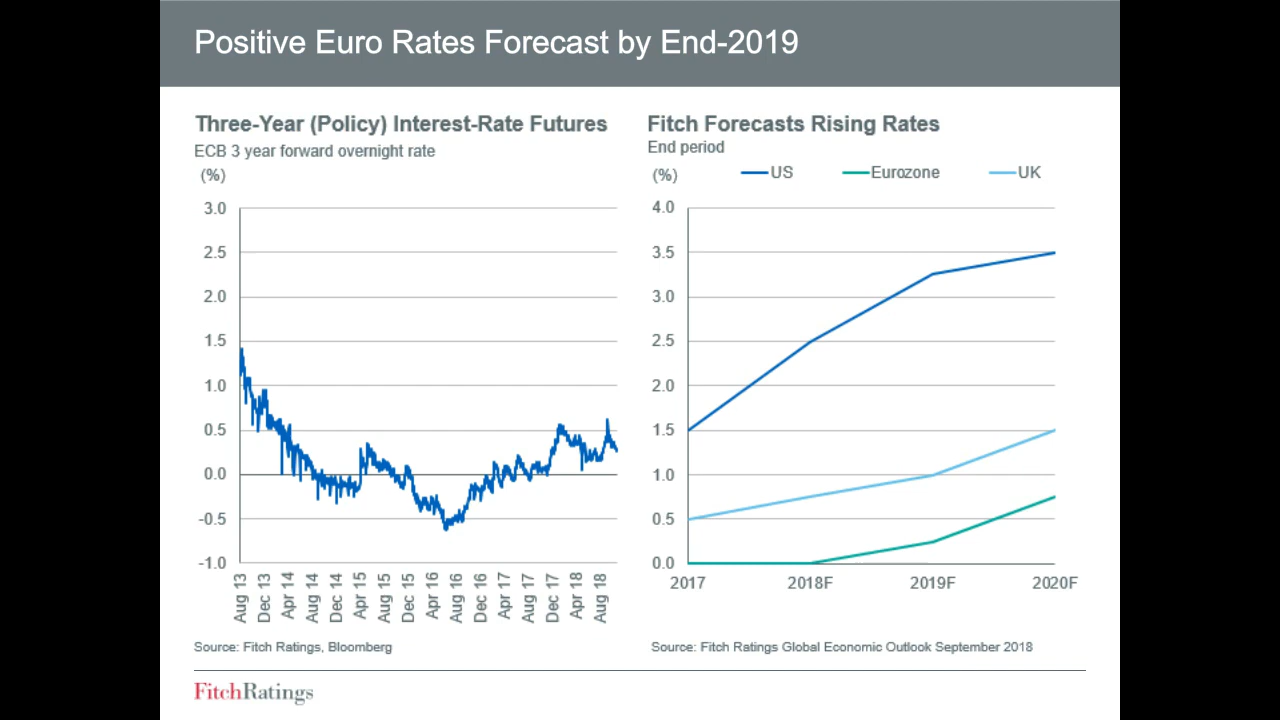 Positive Euro Rates Forecast by End-2019
Three-Year (Policy) Interest-Rate Futures
ECB 3 year forward overnight rate
(%)
3.0
2.5
2.0
1.5
1.0
0.5
0.0
-0.5
-1.0
Aug 13
Dec 13
Apr 14
Aug 14
Dec 14
Apr 15
Aug 15
Dec 15
Apr 16
Aug 16
Dec 16
Apr 17
Aug 17
Dec 17
Apr 18
Aug 18
Source: Fitch Ratings, Bloomberg
Fitch Forecasts Rising Rates
End period
(%)
US
Eurozone
UK
4.0
3.5
3.0
2.5
2.0
1.5
1.0
0.5
0.0
2017
2018F
2019F
2020F
Source: Fitch Ratings Global Economic Outlook September 2018
FitchRatings